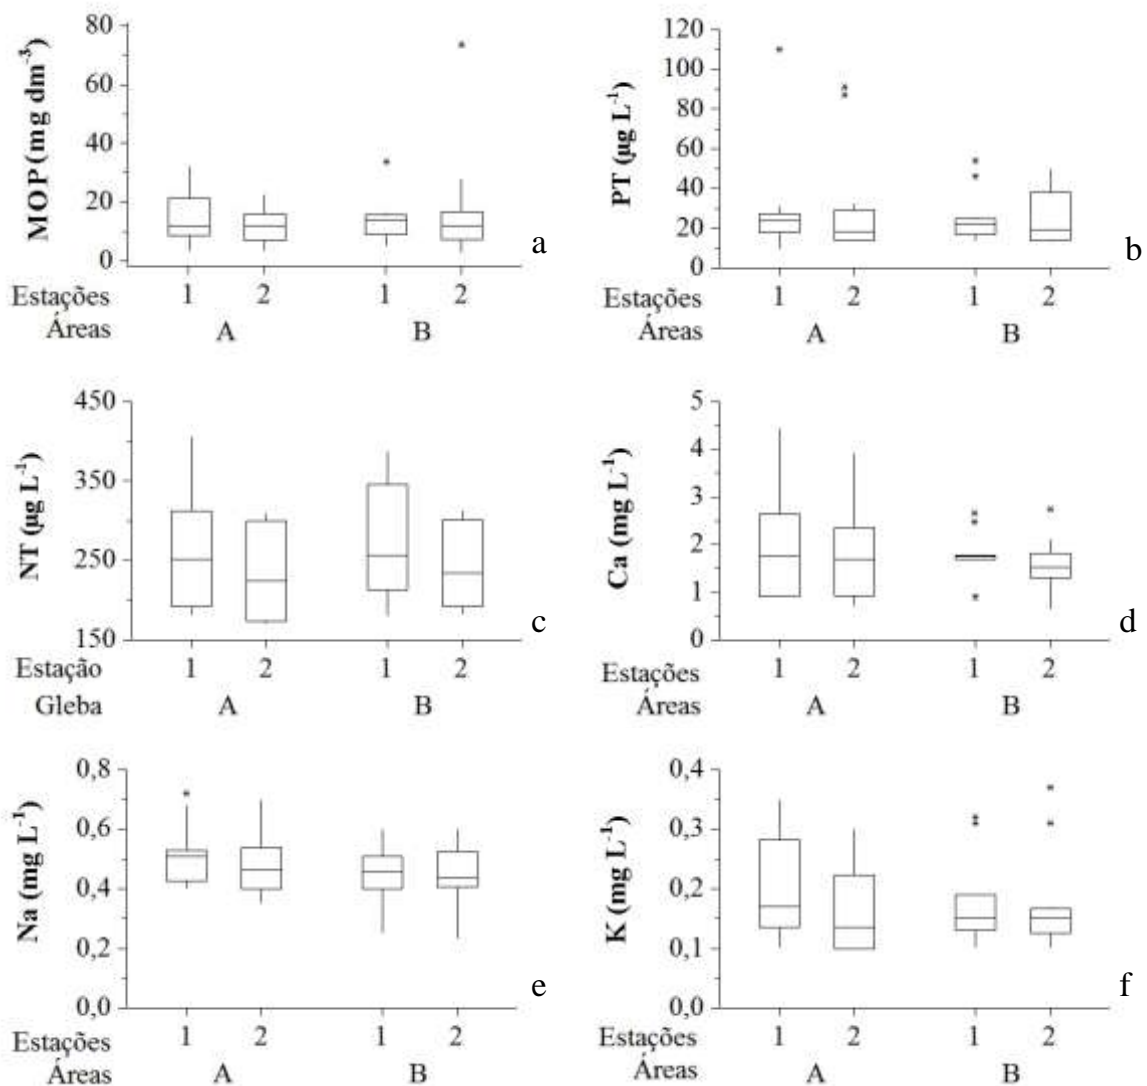 MOP (mg dm-3)
80
60
40
20
0
a
Estações 1 2 1 2
Áreas A B
PT (µg L-1)
120
100
80
60
40
20
0
b
Estações 1 2 1 2
Áreas A B
NT (µg L-1)
450
350
250
150
c
Estação 1 2 1 2
Gleba A B
Ca (mg L-1)
5
4
3
2
1
0
d
Estações 1 2 1 2
Áreas A B
Na (mg L-1)
0,8
0,6
0,4
0,2
0,0
e
Estações 1 2 1 2
Áreas A B
K (mg L-1)
0,4
0,3
0,2
0,1
0,0
f
Estações 1 2 1 2
Áreas A B